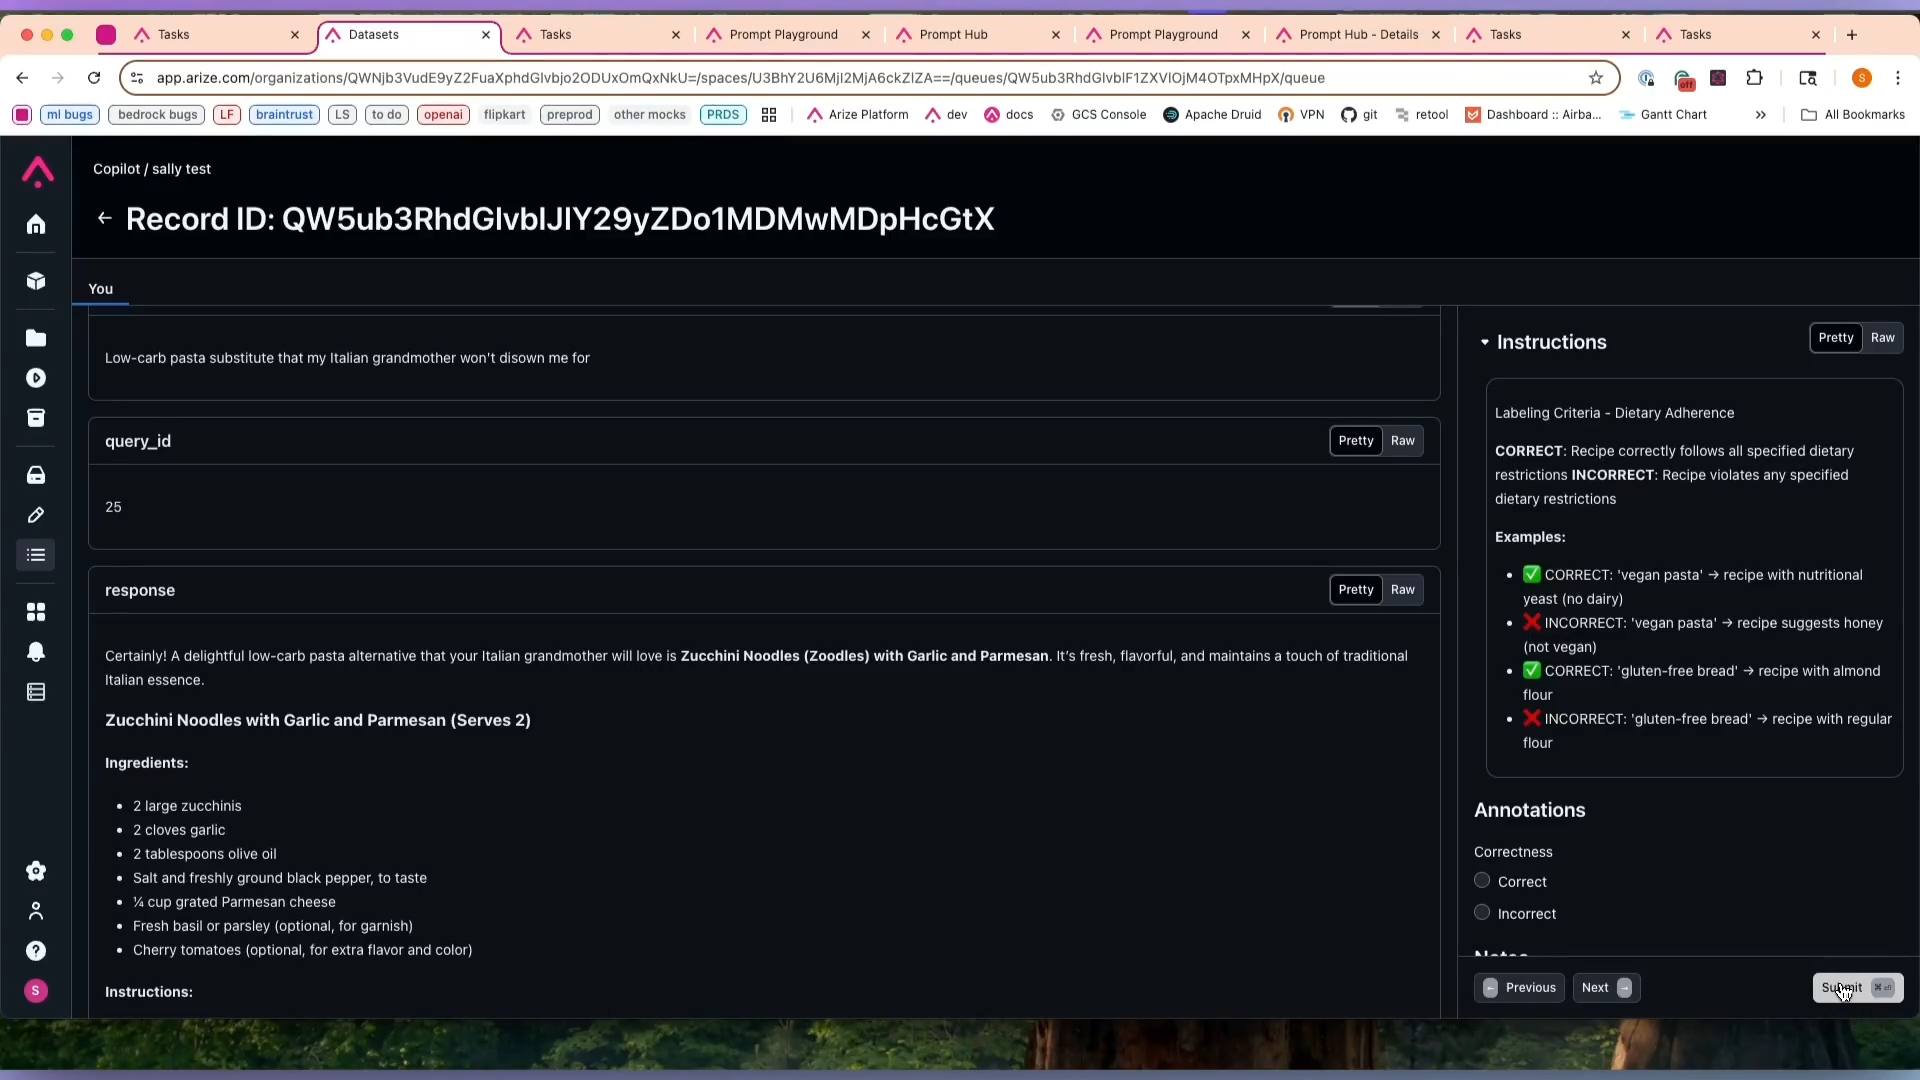 Tasks
Datasets
Tasks
Prompt Playground
Prompt Hub
Prompt Playground
Prompt Hub - Details
Tasks
Tasks
app.arize.com/organizations/QWNjb3VudE9yZ2FuaXphdGlvbjo2ODUxOmQxNkU=/spaces/U3BhY2U6MjI2MjA6ckZIZA==/queues/QW5ub3RhdGlvblF1ZXVlOjM4OTpxMHpX/queue
off
S
ml bugs
bedrock bugs
LF
braintrust
LS
to do
openai
flipkart
preprod
other mocks
PRDS
Arize Platform
dev
docs
GCS Console
Apache Druid
VPN
git
retool
Dashboard :: Airba...
Gantt Chart
All Bookmarks
Copilot / sally test
Record ID: QW5ub3RhdGlvblJlY29yZDo1MDMwMDpHcGtX
You
Low-carb pasta substitute that my Italian grandmother won't disown me for
query_id
Pretty Raw
25
response
Pretty Raw
Certainly! A delightful low-carb pasta alternative that your Italian grandmother will love is Zucchini Noodles (Zoodles) with Garlic and Parmesan. It's fresh, flavorful, and maintains a touch of traditional
Italian essence.
Zucchini Noodles with Garlic and Parmesan (Serves 2)
Ingredients:
• 2 large zucchinis
• 2 cloves garlic
• 2 tablespoons olive oil
• Salt and freshly ground black pepper, to taste
• ¼ cup grated Parmesan cheese
• Fresh basil or parsley (optional, for garnish)
• Cherry tomatoes (optional, for extra flavor and color)
Instructions:
Instructions
Pretty Raw
Labeling Criteria - Dietary Adherence
CORRECT: Recipe correctly follows all specified dietary
restrictions INCORRECT: Recipe violates any specified
dietary restrictions
Examples:
• ✅ CORRECT: 'vegan pasta' → recipe with nutritional
yeast (no dairy)
• ❌ INCORRECT: 'vegan pasta' → recipe suggests honey
(not vegan)
• ✅ CORRECT: 'gluten-free bread' → recipe with almond
flour
• ❌ INCORRECT: 'gluten-free bread' → recipe with regular
flour
Annotations
Correctness
Correct
Incorrect
Notes
Previous
Next
Submit
S